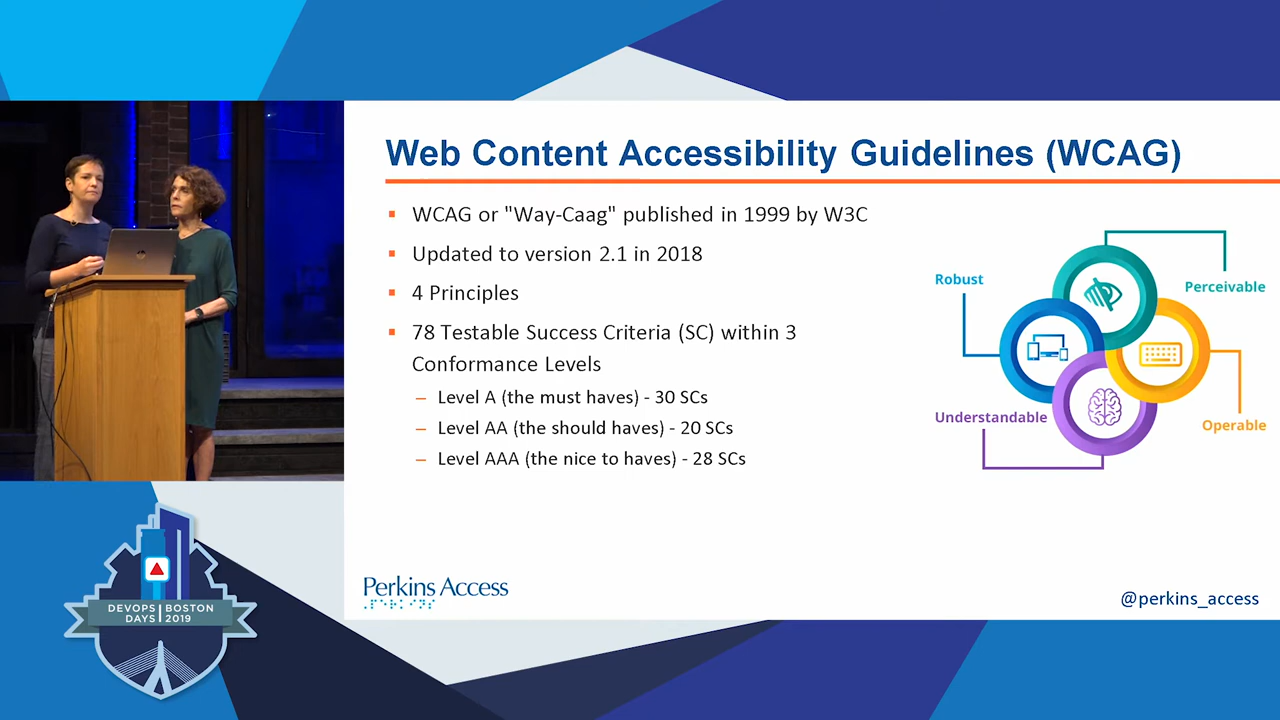 Web Content Accessibility Guidelines (WCAG)
▪ WCAG or "Way-Caag" published in 1999 by W3C
▪ Updated to version 2.1 in 2018
▪ 4 Principles
▪ 78 Testable Success Criteria (SC) within 3
Conformance Levels
– Level A (the must haves) - 30 SCs
– Level AA (the should haves) - 20 SCs
– Level AAA (the nice to haves) - 28 SCs
Robust
Perceivable
Understandable
Operable
Perkins Access
@perkins_access
DEVOPS BOSTON
DAYS 2019